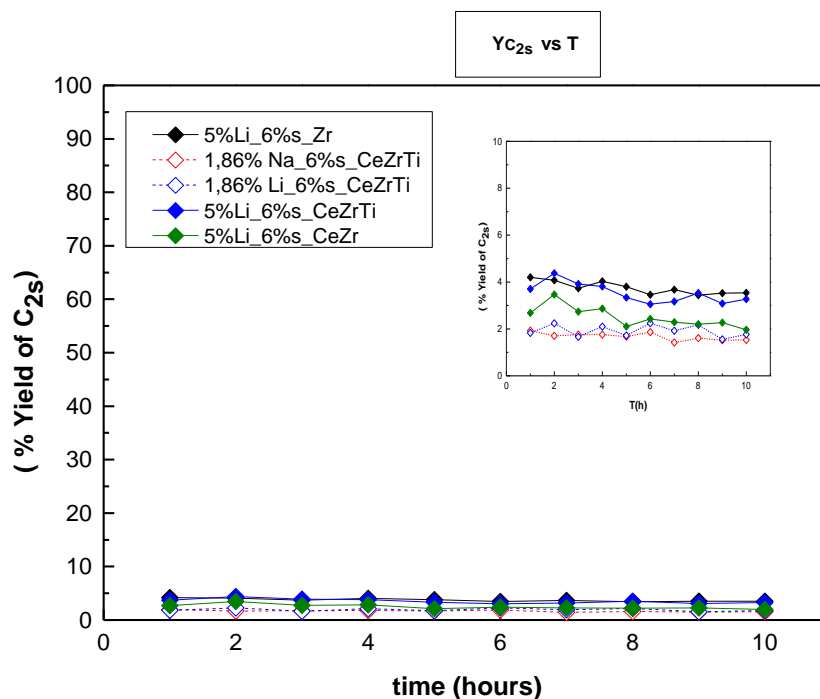 Yc₂ₛ vs T
100
90
80
70
60
50
40
30
20
10
0
0 2 4 6 8 10
( % Yield of C₂ₛ)
time (hours)
5%Li_6%s_Zr
1,86% Na_6%s_CeZrTi
1,86% Li_6%s_CeZrTi
5%Li_6%s_CeZrTi
5%Li_6%s_CeZr
10
8
6
4
2
0
0 2 4 6 8 10
( % Yield of C₂ₛ)
T(h)